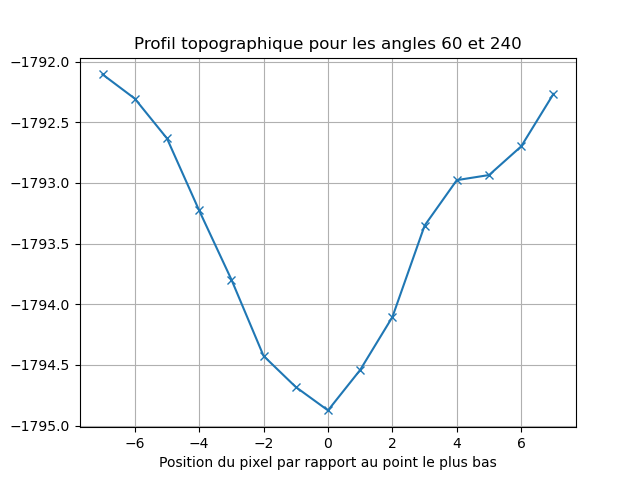 Profil topographique pour les angles 60 et 240
−1792.0
−1792.5
−1793.0
−1793.5
−1794.0
−1794.5
−1795.0
−6 −4 −2 0 2 4 6
Position du pixel par rapport au point le plus bas